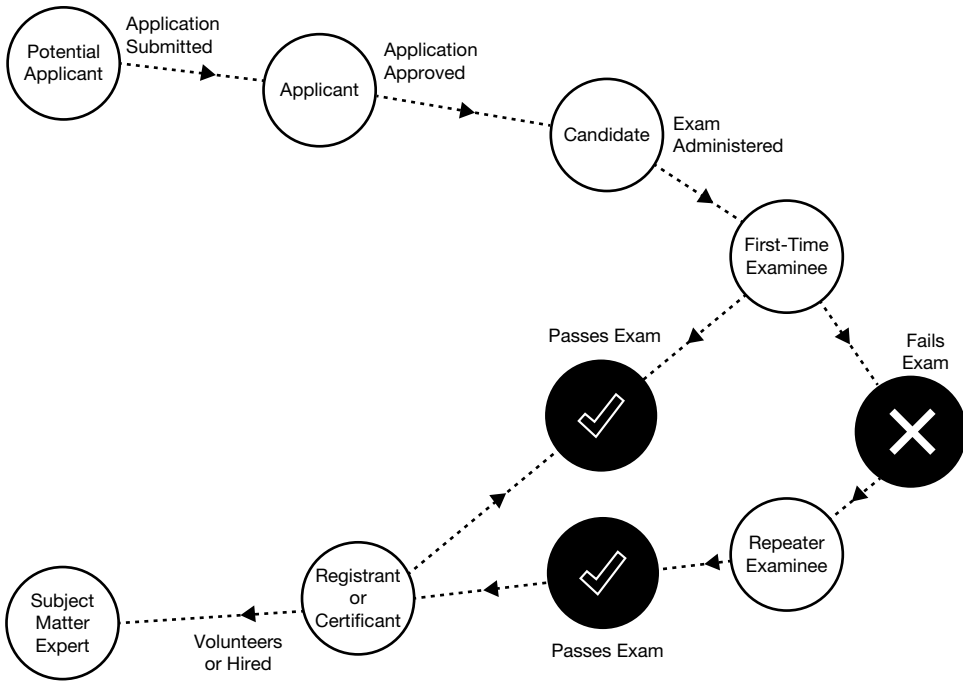 Potential
Applicant
Application
Submitted
Applicant
Application
Approved
Candidate
Exam
Administered
First-Time
Examinee
Passes Exam
Fails
Exam
Repeater
Examinee
Passes Exam
Registrant
or
Certificant
Volunteers
or Hired
Subject
Matter
Expert